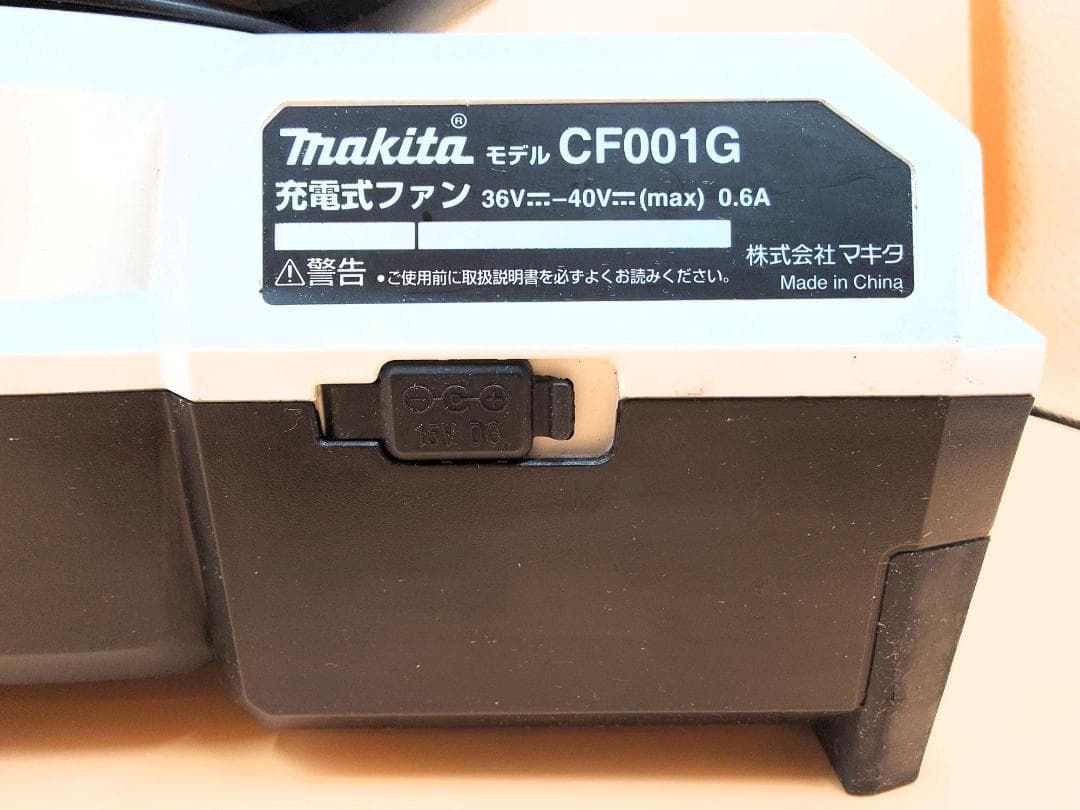 makita® モデル CF001G
充電式ファン 36V⎓–40V⎓(max) 0.6A
⚠警告 •ご使用前に取扱説明書を必ずよくお読みください。
株式会社 マキタ
Made in China
15V DC